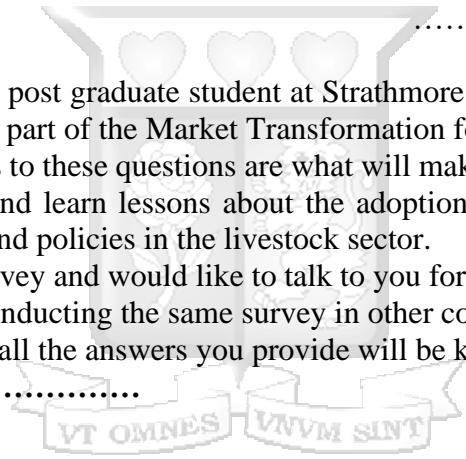 ……
post graduate student at Strathmore
part of the Market Transformation fo
s to these questions are what will mak
nd learn lessons about the adoption
nd policies in the livestock sector.
vey and would like to talk to you for
nducting the same survey in other co
all the answers you provide will be k
…………..
VT OMNES VNVM SINT